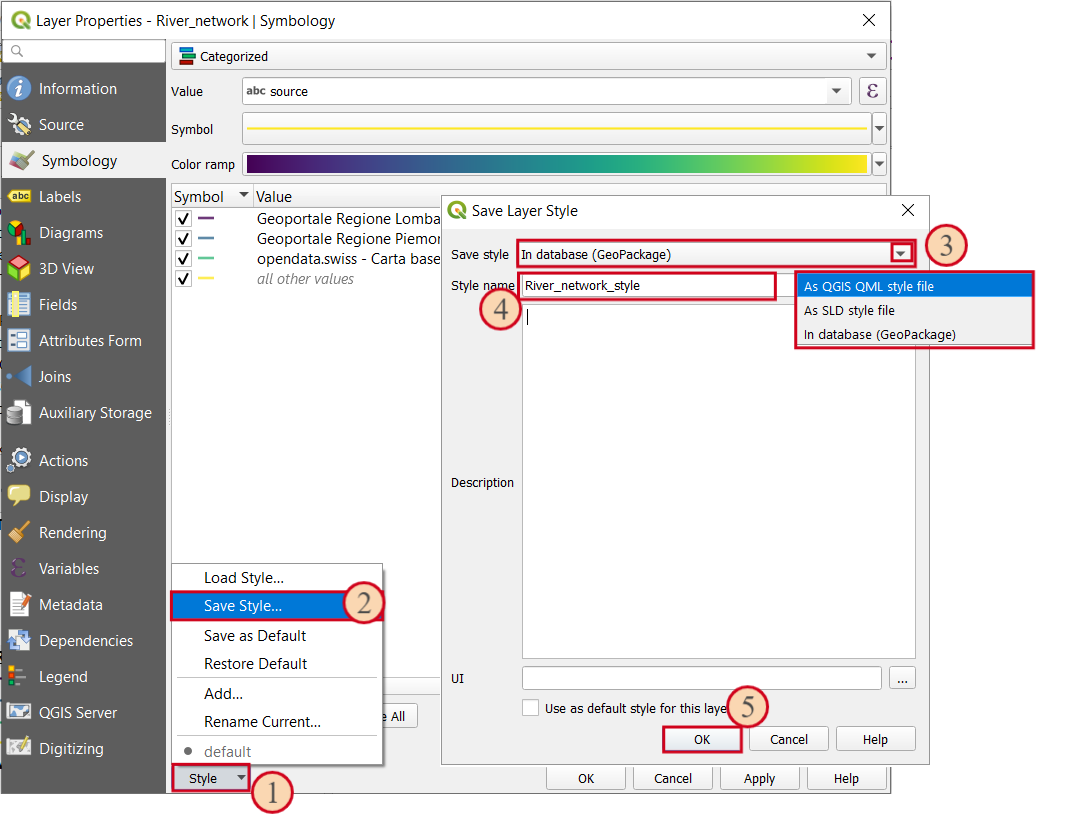 Layer Properties - River_network | Symbology
Categorized
Information
Value
abc source
ε
Source
Symbol
Symbology
Color ramp
abc Labels
Symbol Value
Diagrams
Save Layer Style
Geoportale Regione Lomba
Geoportale Regione Piemor
opendata.swiss - Carta base
all other values
3D View
Save style
In database (GeoPackage)
3
Fields
Style name
River_network_style
4
As QGIS QML style file
As SLD style file
In database (GeoPackage)
Attributes Form
Joins
Auxiliary Storage
Actions
Description
Display
Rendering
Variables
ε
Load Style...
Metadata
Save Style...
2
Dependencies
Save as Default
Restore Default
Legend
UI
...
Add...
QGIS Server
Rename Current...
e All
Use as default style for this laye
5
Digitizing
default
OK
Cancel
Help
Style
1
OK
Cancel
Apply
Help